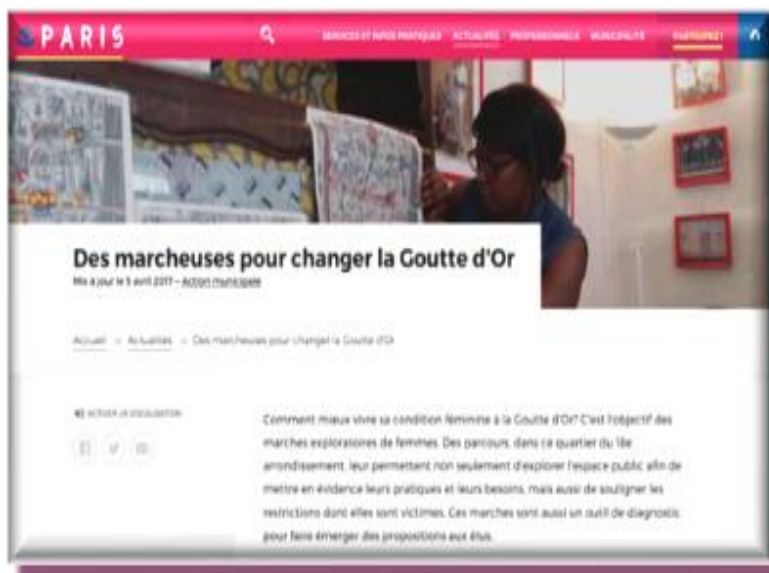 PARIS
SERVICES ET INFOS PRATIQUES ACTUALITÉS PROFESSIONNELS MUNICIPALITÉ PARTICIPEZ !
Des marcheuses pour changer la Goutte d'Or
Mis à jour le 5 avril 2017 – Action municipale
Accueil > Actualités > Des marcheuses pour changer la Goutte d'Or
ACTIVER LA VOCALISATION
Comment mieux vivre sa condition féminine à la Goutte d'Or? C'est l'objectif des
marches exploratoires de femmes. Des parcours, dans ce quartier du 18e
arrondissement, leur permettent non seulement d'explorer l'espace public afin de
mettre en évidence leurs pratiques et leurs besoins, mais aussi de souligner les
restrictions dont elles sont victimes. Ces marches sont aussi un outil de diagnostic
pour faire émerger des propositions aux élus.